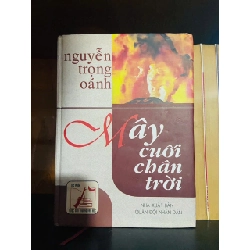 nguyễn
trọng
oánh
Mây
cuối
chân
trời
NHÀ XUẤT BẢN
QUÂN ĐỘI NHÂN DÂN